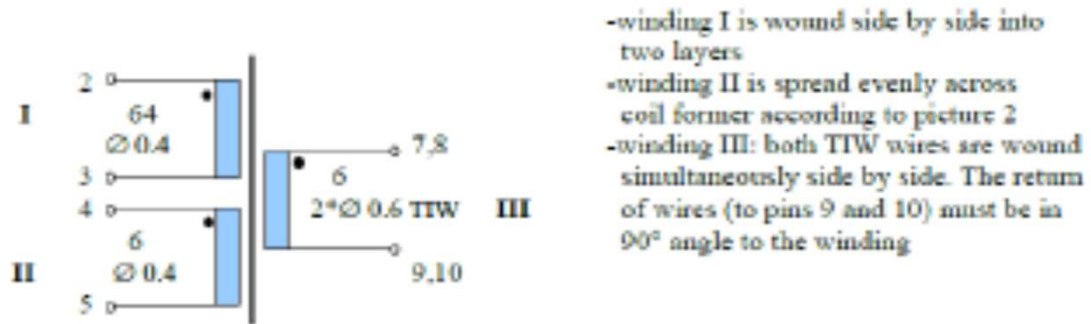 2
I
64
Ø 0.4
3
4
6
II
Ø 0.4
5
7,8
6
2*Ø 0.6 TIW
III
9,10
-winding I is wound side by side into
two layers
-winding II is spread evenly across
coil former according to picture 2
-winding III: both TIW wires are wound
simultaneously side by side. The return
of wires (to pins 9 and 10) must be in
90° angle to the winding